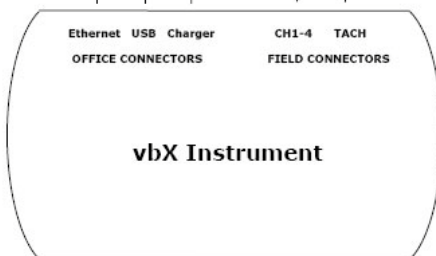 Ethernet USB Charger CH1-4 TACH
OFFICE CONNECTORS FIELD CONNECTORS
vbX Instrument